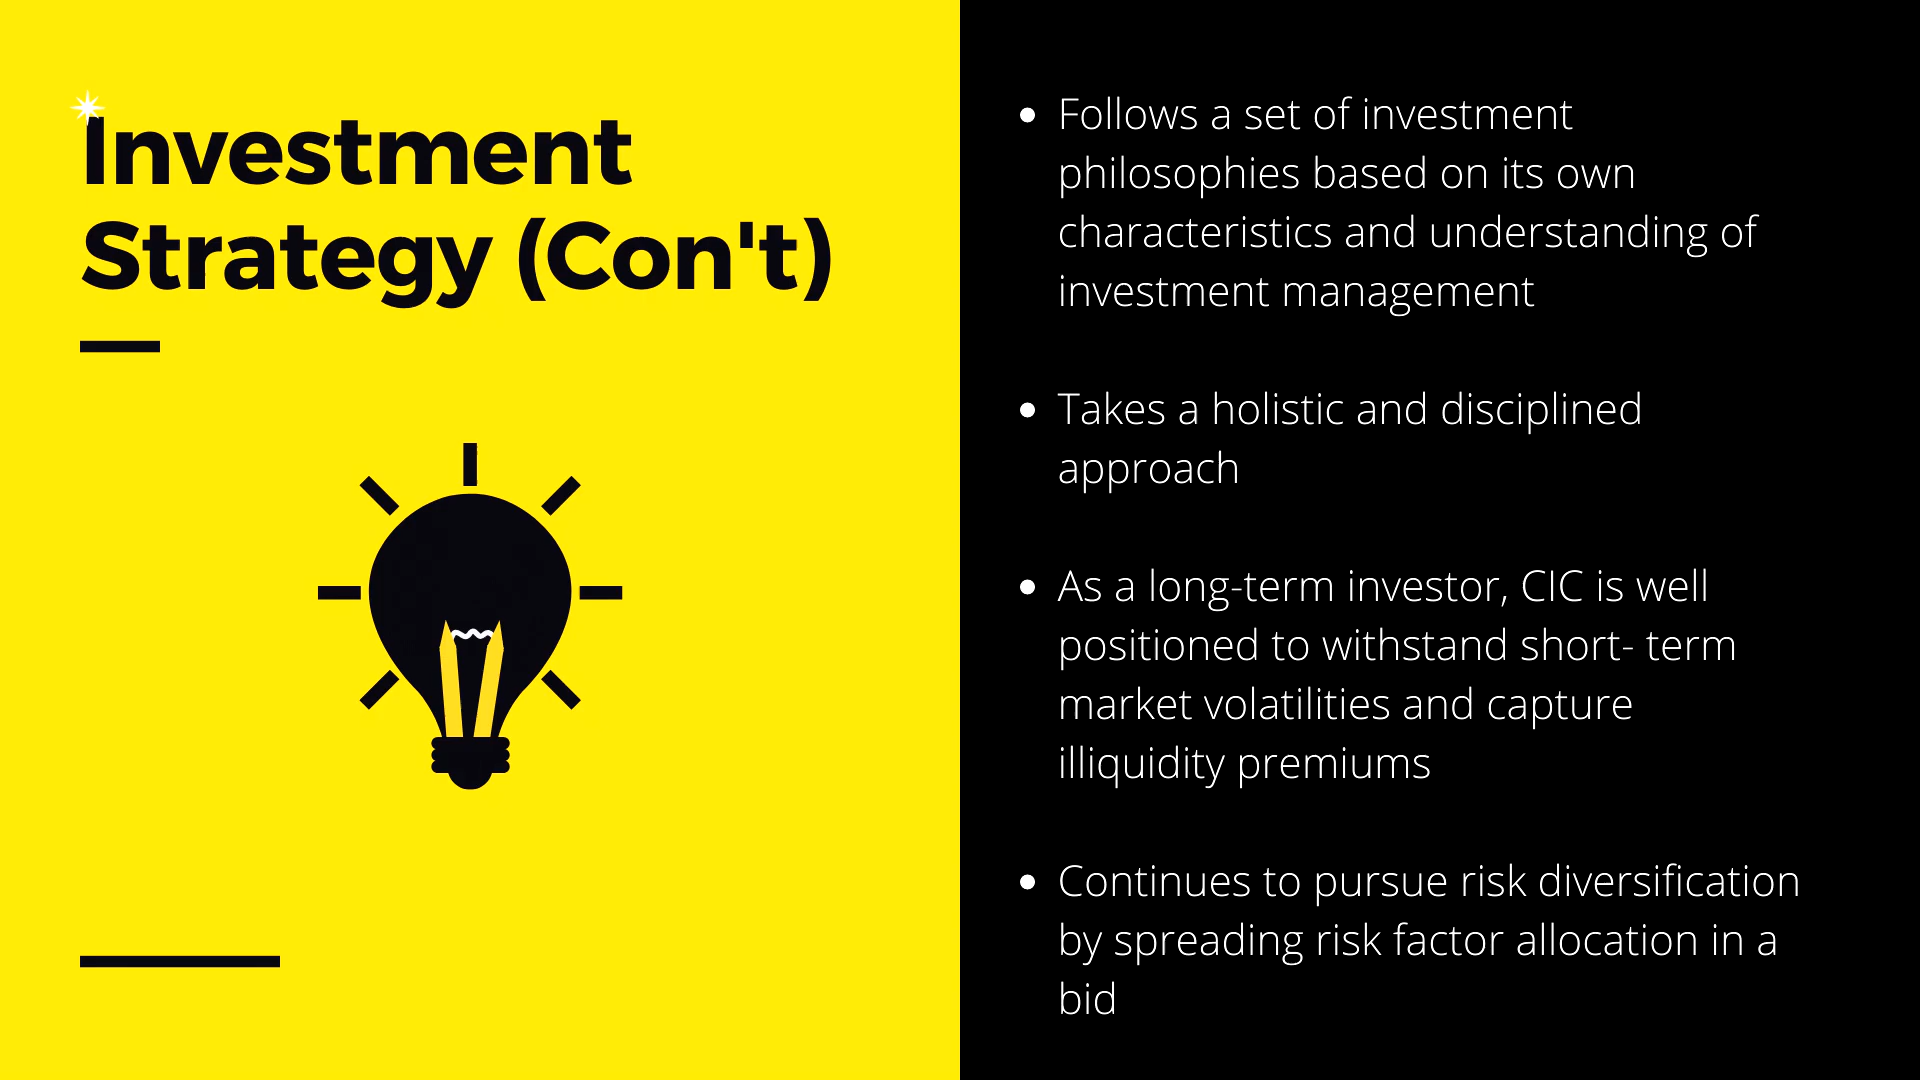 Investment
Strategy (Con't)
Follows a set of investment
philosophies based on its own
characteristics and understanding of
investment management
Takes a holistic and disciplined
approach
As a long-term investor, CIC is well
positioned to withstand short- term
market volatilities and capture
illiquidity premiums
Continues to pursue risk diversification
by spreading risk factor allocation in a
bid